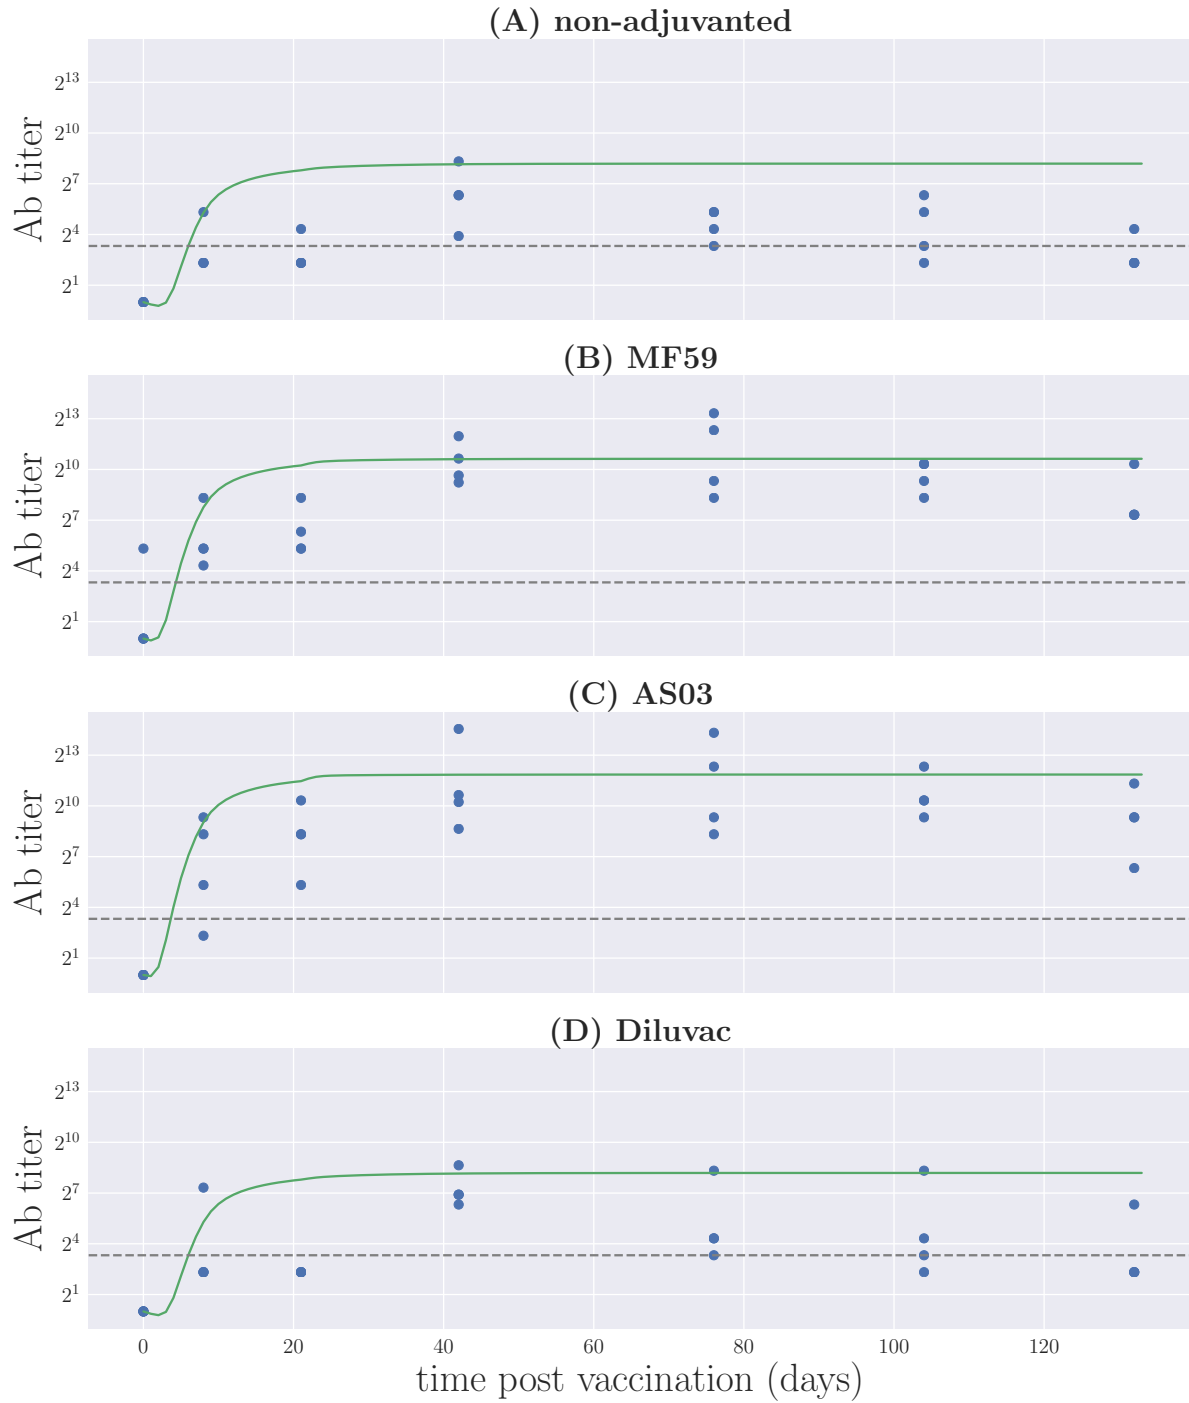 (A) non-adjuvanted
2^13
2^10
2^7
2^4
2^1
Ab titer
(B) MF59
2^13
2^10
2^7
2^4
2^1
Ab titer
(C) AS03
2^13
2^10
2^7
2^4
2^1
Ab titer
(D) Diluvac
2^13
2^10
2^7
2^4
2^1
Ab titer
0 20 40 60 80 100 120
time post vaccination (days)